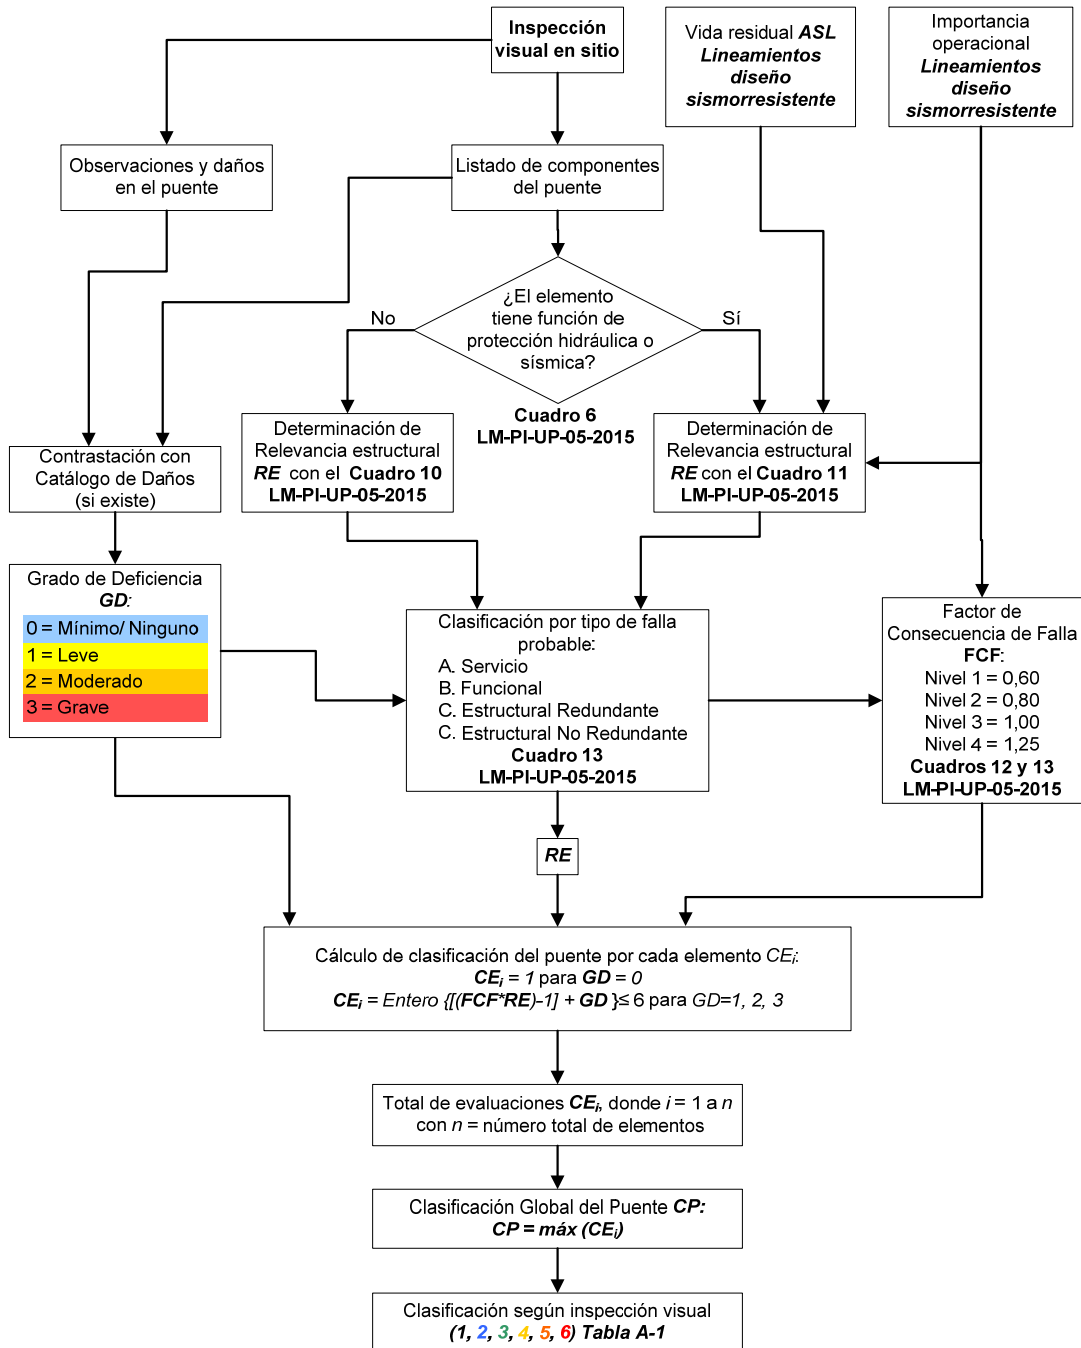 Inspección
visual en sitio
Vida residual ASL
Lineamientos
diseño
sismorresistente
Importancia
operacional
Lineamientos
diseño
sismorresistente
Observaciones y daños
en el puente
Listado de componentes
del puente
¿El elemento
tiene función de
protección hidráulica o
sísmica?
No
Sí
Cuadro 6
LM-PI-UP-05-2015
Contrastación con
Catálogo de Daños
(si existe)
Determinación de
Relevancia estructural
RE con el Cuadro 10
LM-PI-UP-05-2015
Determinación de
Relevancia estructural
RE con el Cuadro 11
LM-PI-UP-05-2015
Grado de Deficiencia
GD:
0 = Mínimo/ Ninguno
1 = Leve
2 = Moderado
3 = Grave
Clasificación por tipo de falla
probable:
A. Servicio
B. Funcional
C. Estructural Redundante
C. Estructural No Redundante
Cuadro 13
LM-PI-UP-05-2015
Factor de
Consecuencia de Falla
FCF:
Nivel 1 = 0,60
Nivel 2 = 0,80
Nivel 3 = 1,00
Nivel 4 = 1,25
Cuadros 12 y 13
LM-PI-UP-05-2015
RE
Cálculo de clasificación del puente por cada elemento CEi:
CEi = 1 para GD = 0
CEi = Entero {[(FCF*RE)-1] + GD }≤ 6 para GD=1, 2, 3
Total de evaluaciones CEi, donde i = 1 a n
con n = número total de elementos
Clasificación Global del Puente CP:
CP = máx (CEi)
Clasificación según inspección visual
(1, 2, 3, 4, 5, 6) Tabla A-1